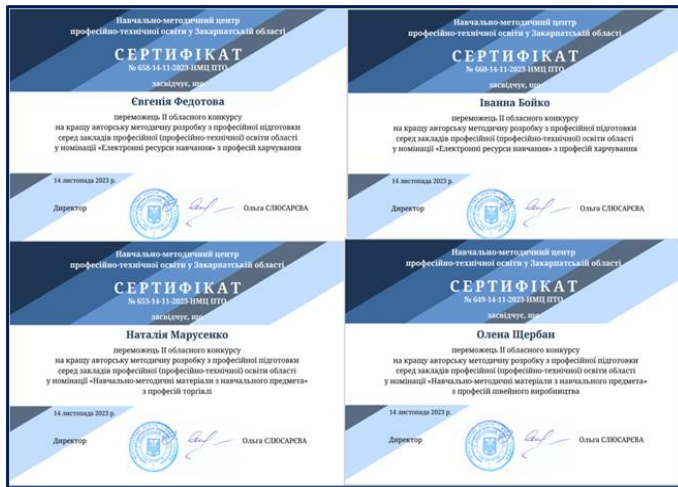 Навчально-методичний центр
професійно-технічної освіти у Закарпатській області
СЕРТИФІКАТ
№ 658-14-11-2023-НМЦ ПТО
засвідчує, що
Євгенія Федотова
переможець ІІ обласного конкурсу
на кращу авторську методичну розробку з професійної підготовки
серед закладів професійної (професійно-технічної) освіти області
у номінації «Електронні ресурси навчання» з професій харчування
14 листопада 2023 р.
Директор
Ольга СЛЮСАРЄВА
Навчально-методичний центр
професійно-технічної освіти у Закарпатській області
СЕРТИФІКАТ
№ 660-14-11-2023-НМЦ ПТО
засвідчує, що
Іванна Бойко
переможець ІІ обласного конкурсу
на кращу авторську методичну розробку з професійної підготовки
серед закладів професійної (професійно-технічної) освіти області
у номінації «Електронні ресурси навчання» з професій харчування
14 листопада 2023 р.
Директор
Ольга СЛЮСАРЄВА
Навчально-методичний центр
професійно-технічної освіти у Закарпатській області
СЕРТИФІКАТ
№ 653-14-11-2023-НМЦ ПТО
засвідчує, що
Наталія Марусенко
переможець ІІ обласного конкурсу
на кращу авторську методичну розробку з професійної підготовки
серед закладів професійної (професійно-технічної) освіти області
у номінації «Навчально-методичні матеріали з навчального предмета»
з професій торгівлі
14 листопада 2023 р.
Директор
Ольга СЛЮСАРЄВА
Навчально-методичний центр
професійно-технічної освіти у Закарпатській області
СЕРТИФІКАТ
№ 649-14-11-2023-НМЦ ПТО
засвідчує, що
Олена Щербан
переможець ІІ обласного конкурсу
на кращу авторську методичну розробку з професійної підготовки
серед закладів професійної (професійно-технічної) освіти області
у номінації «Навчально-методичні матеріали з навчального предмета»
з професій швейного виробництва
14 листопада 2023 р.
Директор
Ольга СЛЮСАРЄВА